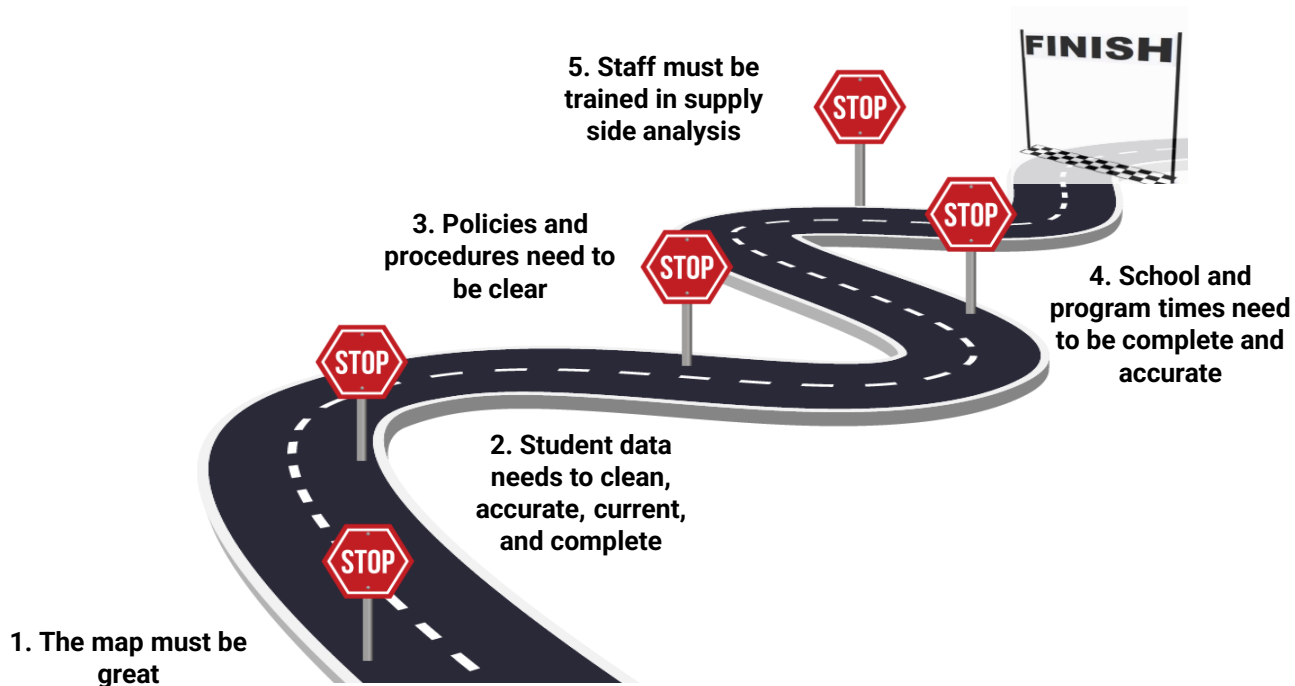 FINISH
5. Staff must be
trained in supply
side analysis
STOP
STOP
3. Policies and
procedures need to
be clear
STOP
4. School and
program times need
to be complete and
accurate
STOP
2. Student data
needs to clean,
accurate, current,
and complete
STOP
1. The map must be
great